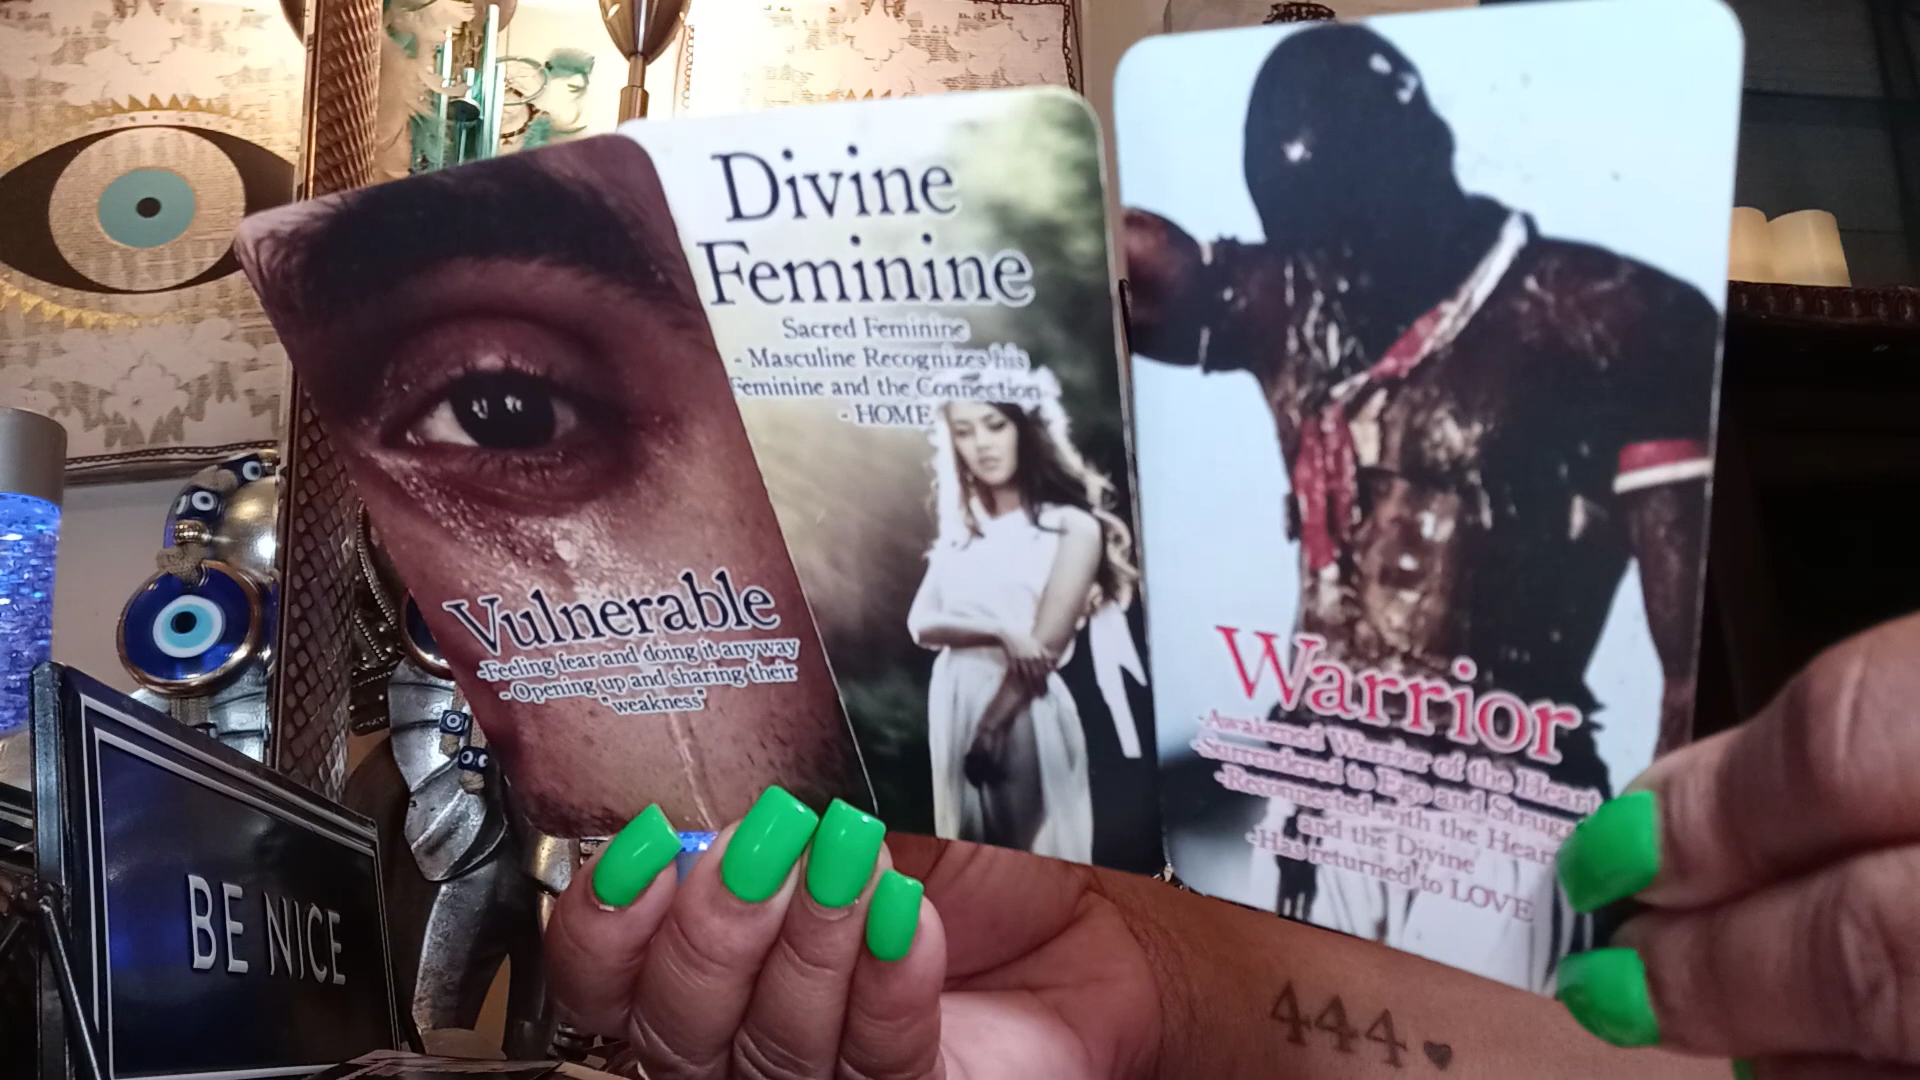 Divine
Feminine
Sacred Feminine
- Masculine Recognizes his
Feminine and the Connection
- HOME
Vulnerable
-Feeling fear and doing it anyway
- Opening up and sharing their
"weakness"
Warrior
-Awakened Warrior of the Heart
-Surrendered to Ego and
-Reconnected with the Heart
and the Divine
-Has returned to LOVE
BE NICE
444